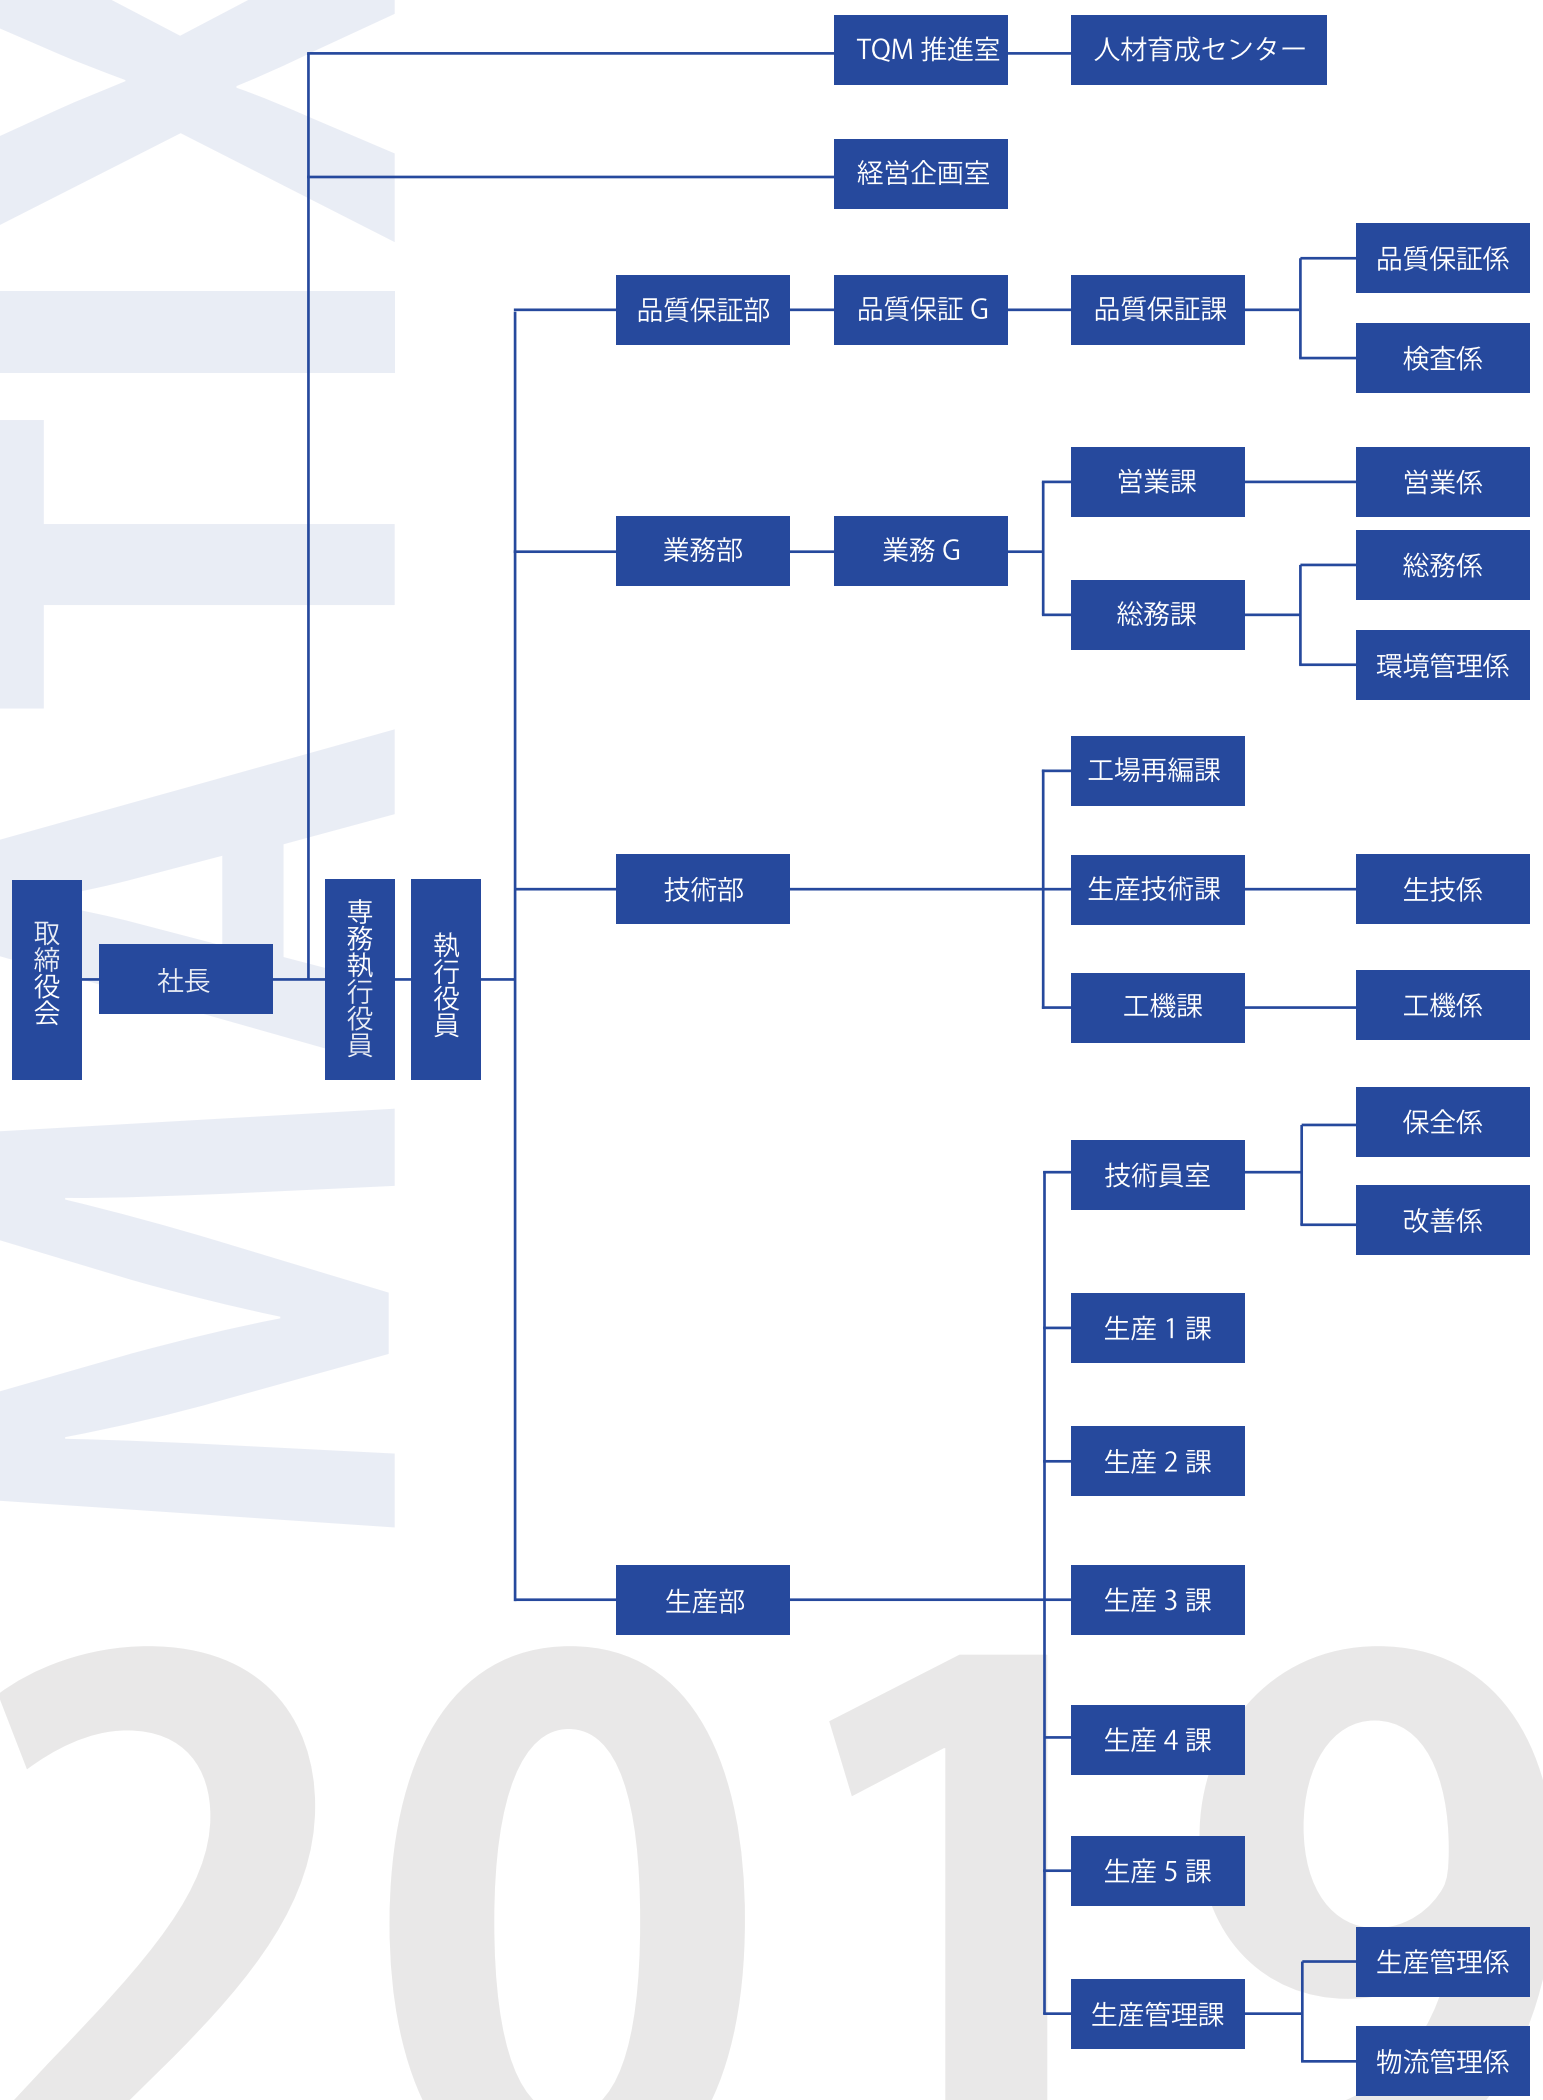 TQM 推進室
人材育成センター
経営企画室
品質保証部
品質保証 G
品質保証課
品質保証係
検査係
業務部
業務 G
営業課
営業係
総務課
総務係
環境管理係
技術部
工場再編課
生産技術課
生技係
工機課
工機係
取締役会
社長
専務執行役員
執行役員
技術員室
保全係
改善係
生産 1 課
生産 2 課
生産部
生産 3 課
生産 4 課
生産 5 課
生産管理課
生産管理係
物流管理係
MATIX
2019